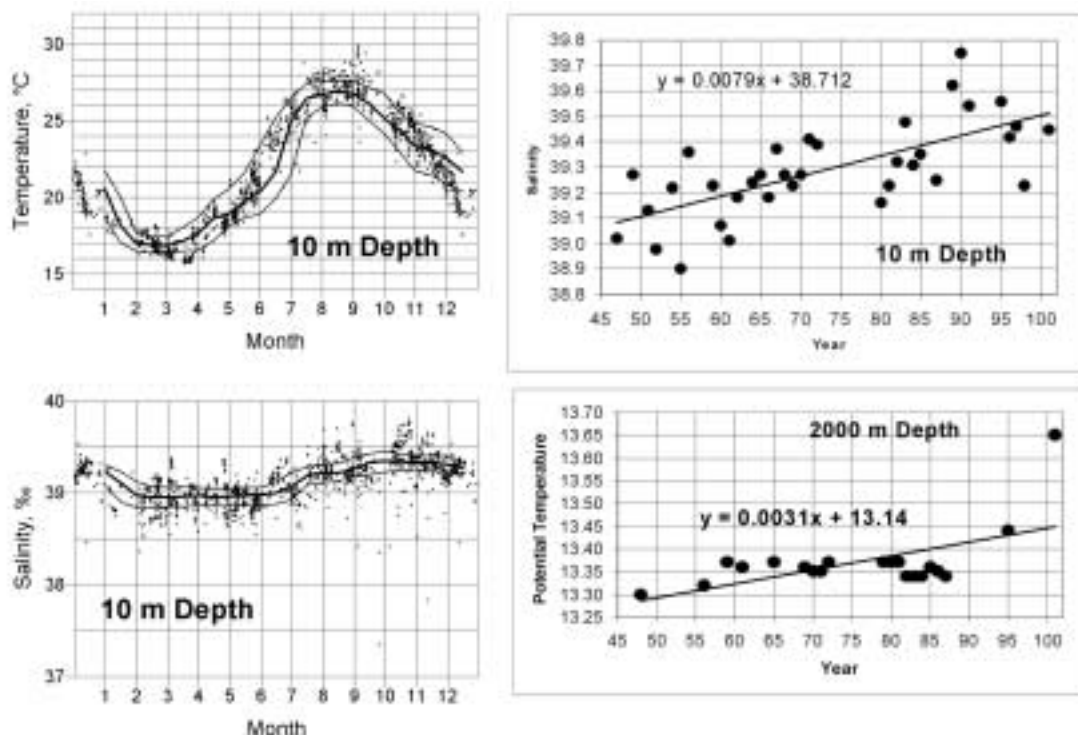 30
25
20
15
Temperature, °C
10 m Depth
1 2 3 4 5 6 7 8 9 10 11 12
Month
39.8
39.7
39.6
39.5
39.4
39.3
39.2
39.1
39.0
38.9
38.8
Salinity
y = 0.0079x + 38.712
10 m Depth
45 50 55 60 65 70 75 80 85 90 95 100
Year
40
39
38
37
Salinity, ‰
10 m Depth
1 2 3 4 5 6 7 8 9 10 11 12
Month
13.70
13.65
13.60
13.55
13.50
13.45
13.40
13.35
13.30
13.25
Potential Temperature
2000 m Depth
y = 0.0031x + 13.14
45 50 55 60 65 70 75 80 85 90 95 100
Year